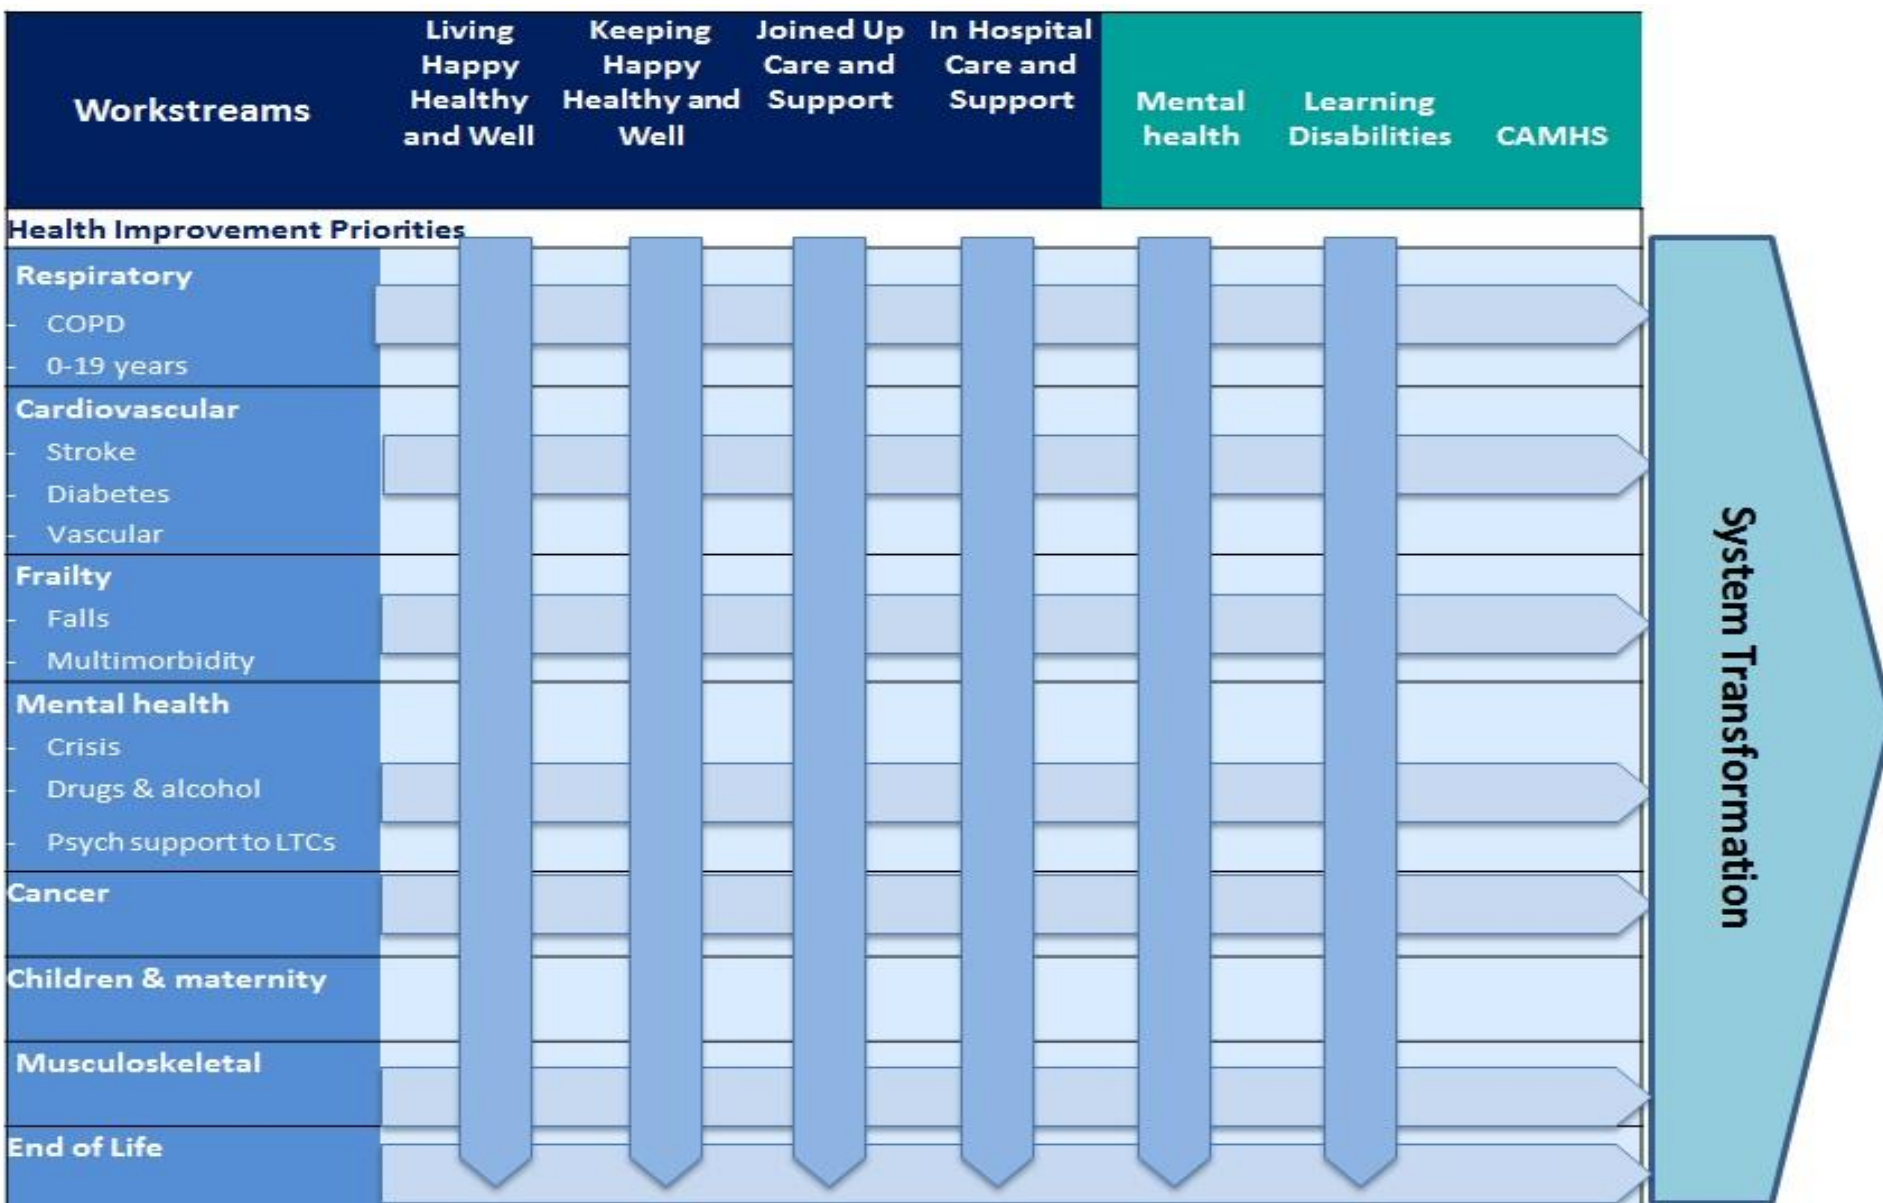 Workstreams
Living
Happy
Healthy
and Well
Keeping
Happy
Healthy and
Well
Joined Up
Care and
Support
In Hospital
Care and
Support
Mental
health
Learning
Disabilities
CAMHS
Health Improvement Priorities
Respiratory
- COPD
- 0-19 years
Cardiovascular
- Stroke
- Diabetes
- Vascular
Frailty
- Falls
- Multimorbidity
Mental health
- Crisis
- Drugs & alcohol
- Psych support to LTCs
Cancer
Children & maternity
Musculoskeletal
End of Life
System Transformation